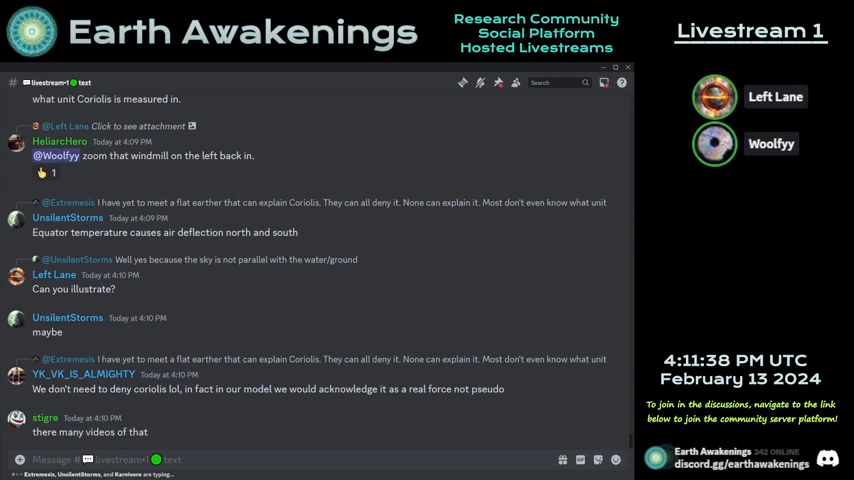 Earth Awakenings
Research Community
Social Platform
Hosted Livestreams
Livestream 1
# livestream•1 text
Search
what unit Coriolis is measured in.
@Left Lane Click to see attachment
HeliarcHero Today at 4:09 PM
@Woolfyy zoom that windmill on the left back in.
1
@Extremesis I have yet to meet a flat earther that can explain Coriolis. They can all deny it. None can explain it. Most don't even know what unit
UnsilentStorms Today at 4:09 PM
Equator temperature causes air deflection north and south
@UnsilentStorms Well yes because the sky is not parallel with the water/ground
Left Lane Today at 4:10 PM
Can you illustrate?
UnsilentStorms Today at 4:10 PM
maybe
@Extremesis I have yet to meet a flat earther that can explain Coriolis. They can all deny it. None can explain it. Most don't even know what unit
YK_VK_IS_ALMIGHTY Today at 4:10 PM
We don't need to deny coriolis lol, in fact in our model we would acknowledge it as a real force not pseudo
stigre Today at 4:10 PM
there many videos of that
Message # livestream•1 text
GIF
Extremesis, UnsilentStorms, and Karnivore are typing...
Left Lane
Woolfyy
4:11:38 PM UTC
February 13 2024
To join in the discussions, navigate to the link
below to join the community server platform!
Earth Awakenings 342 ONLINE
discord.gg/earthawakenings